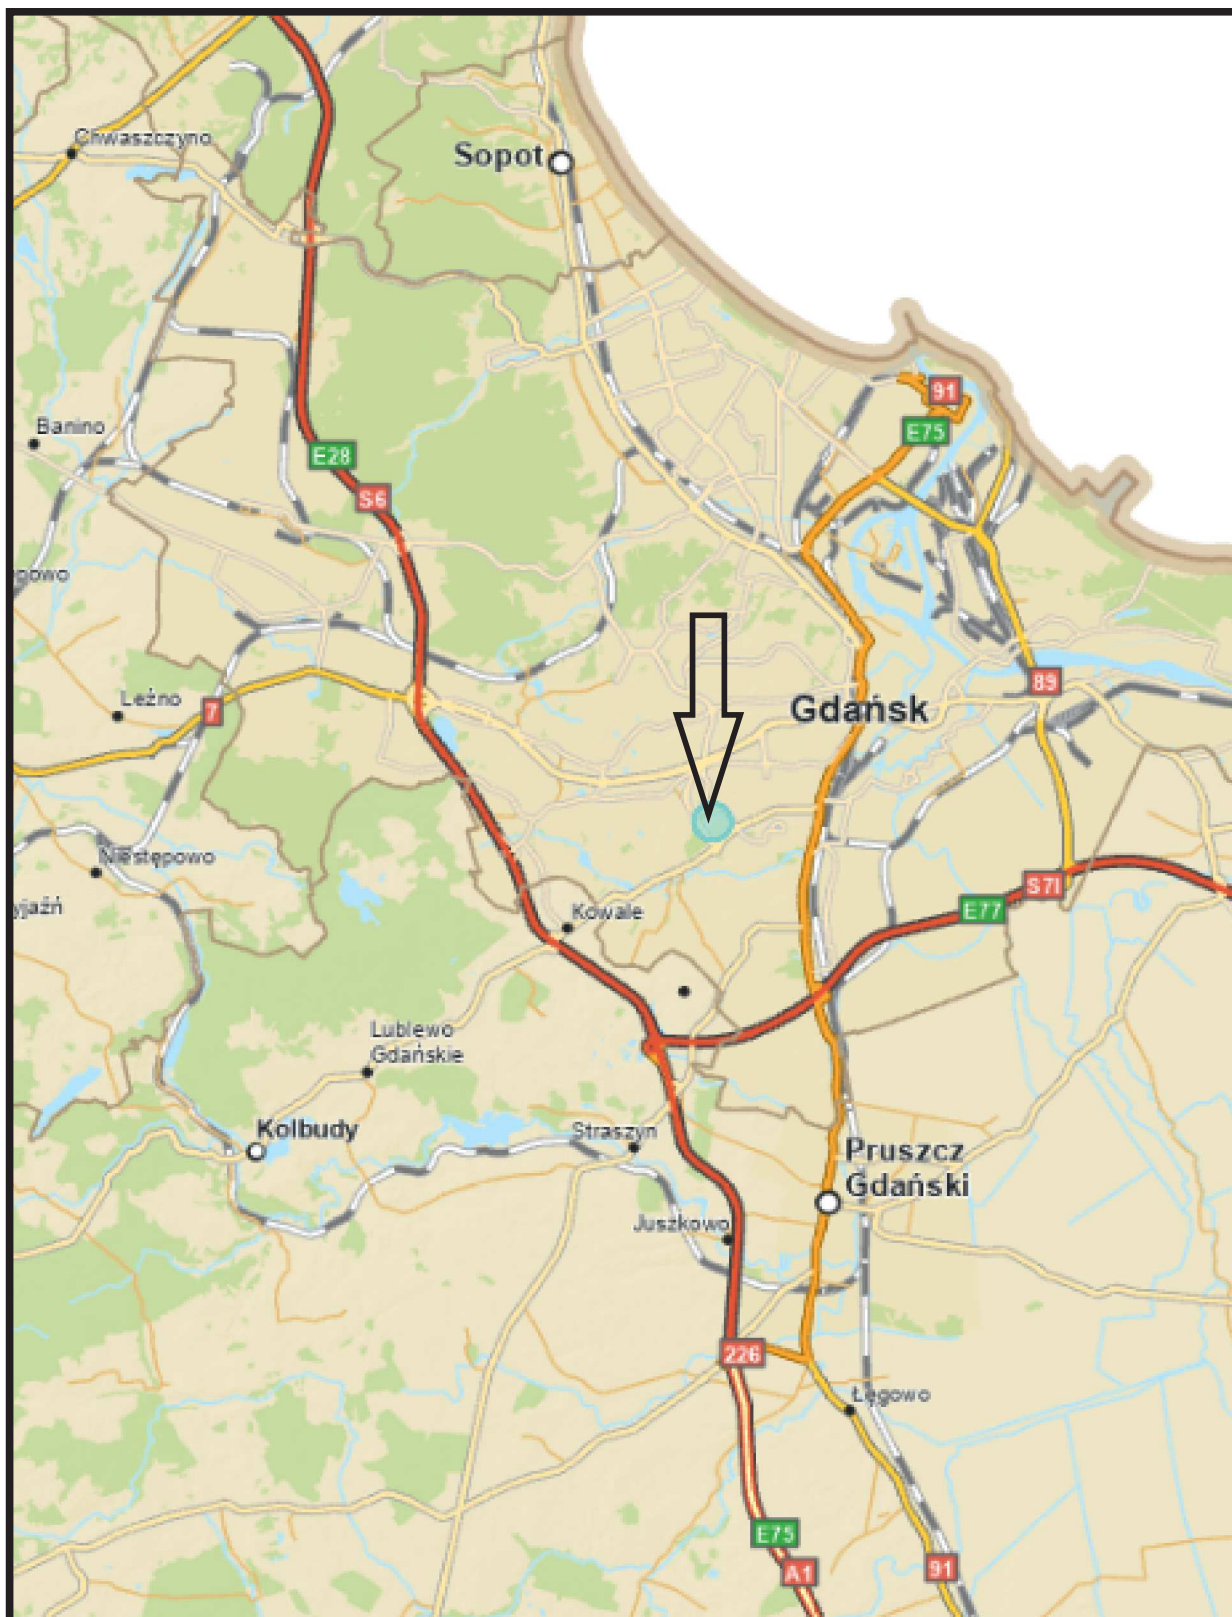 Chwaszczyno
Sopot
91
E75
Banino
E28
S6
Leźno
7
89
Gdańsk
Niestępowo
S7I
E77
Kowale
Lublewo
Gdańskie
Kolbudy
Straszyn
Pruszcz
Gdański
Juszkowo
226
Łęgowo
E75
A1
91